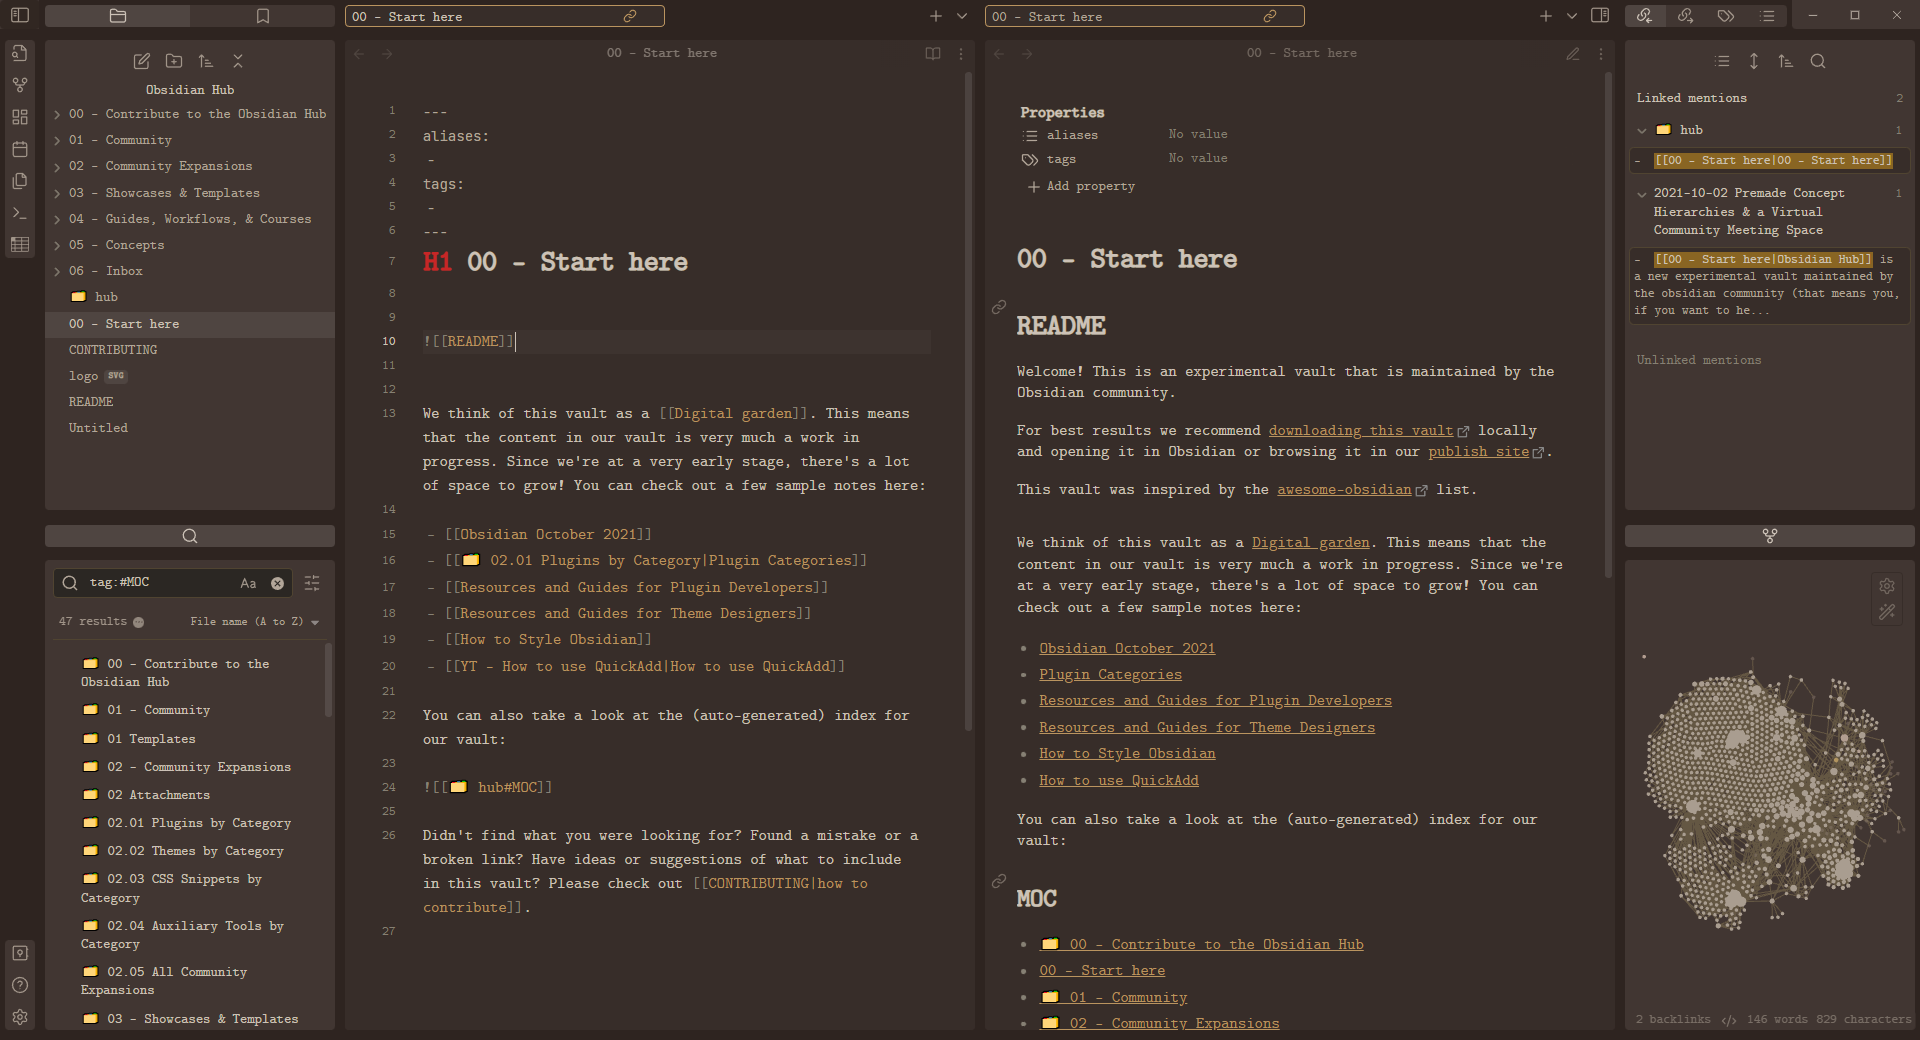 00 - Start here
00 - Start here
Obsidian Hub
00 - Contribute to the Obsidian Hub
01 - Community
02 - Community Expansions
03 - Showcases & Templates
04 - Guides, Workflows, & Courses
05 - Concepts
06 - Inbox
hub
00 - Start here
CONTRIBUTING
logo SVG
README
Untitled
tag:#MOC Aa
47 results File name (A to Z)
00 - Contribute to the
Obsidian Hub
01 - Community
01 Templates
02 - Community Expansions
02 Attachments
02.01 Plugins by Category
02.02 Themes by Category
02.03 CSS Snippets by
Category
02.04 Auxiliary Tools by
Category
02.05 All Community
Expansions
03 - Showcases & Templates
00 - Start here
1 ---
2 aliases:
3 -
4 tags:
5 -
6 ---
7 H1 00 - Start here
8
9
10 ![[README]]
11
12
13 We think of this vault as a [[Digital garden]]. This means
that the content in our vault is very much a work in
progress. Since we're at a very early stage, there's a lot
of space to grow! You can check out a few sample notes here:
14
15 - [[Obsidian October 2021]]
16 - [[🗂️ 02.01 Plugins by Category|Plugin Categories]]
17 - [[Resources and Guides for Plugin Developers]]
18 - [[Resources and Guides for Theme Designers]]
19 - [[How to Style Obsidian]]
20 - [[YT - How to use QuickAdd|How to use QuickAdd]]
21
22 You can also take a look at the (auto-generated) index for
our vault:
23
24 ![[🗂️ hub#MOC]]
25
26 Didn't find what you were looking for? Found a mistake or a
broken link? Have ideas or suggestions of what to include
in this vault? Please check out [[CONTRIBUTING|how to
contribute]].
27
00 - Start here
Properties
aliases No value
tags No value
Add property
00 - Start here
README
Welcome! This is an experimental vault that is maintained by the
Obsidian community.
For best results we recommend downloading this vault locally
and opening it in Obsidian or browsing it in our publish site.
This vault was inspired by the awesome-obsidian list.
We think of this vault as a Digital garden. This means that the
content in our vault is very much a work in progress. Since we're
at a very early stage, there's a lot of space to grow! You can
check out a few sample notes here:
Obsidian October 2021
Plugin Categories
Resources and Guides for Plugin Developers
Resources and Guides for Theme Designers
How to Style Obsidian
How to use QuickAdd
You can also take a look at the (auto-generated) index for our
vault:
MOC
00 - Contribute to the Obsidian Hub
00 - Start here
01 - Community
02 - Community Expansions
Linked mentions 2
hub 1
- [[00 - Start here|00 - Start here]]
2021-10-02 Premade Concept 1
Hierarchies & a Virtual
Community Meeting Space
- [[00 - Start here|Obsidian Hub]] is
a new experimental vault maintained by
the obsidian community (that means you,
if you want to he...
Unlinked mentions
2 backlinks </> 146 words 829 characters